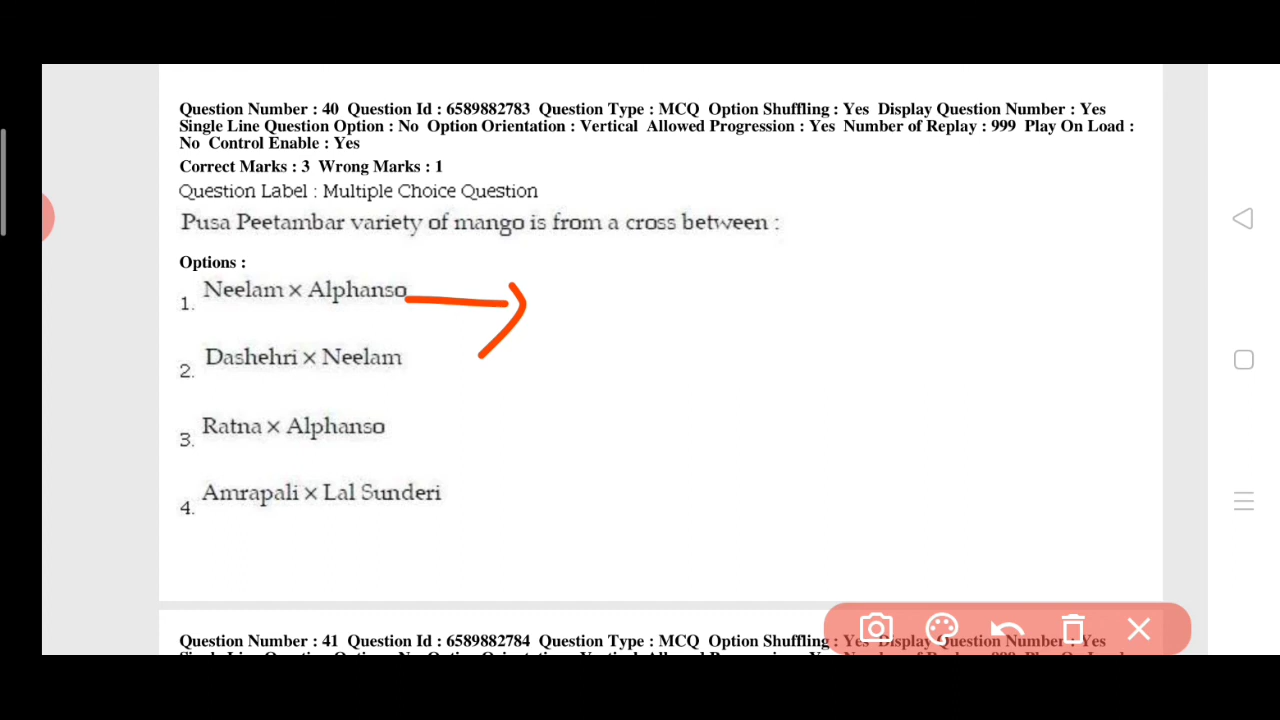 Question Number : 40 Question Id : 6589882783 Question Type : MCQ Option Shuffling : Yes Display Question Number : Yes
Single Line Question Option : No Option Orientation : Vertical Allowed Progression : Yes Number of Replay : 999 Play On Load :
No Control Enable : Yes
Correct Marks : 3 Wrong Marks : 1
Question Label : Multiple Choice Question
Pusa Peetambar variety of mango is from a cross between :
Options :
1. Neelam × Alphanso
2. Dashehri × Neelam
3. Ratna × Alphanso
4. Amrapali × Lal Sunderi
Question Number : 41 Question Id : 6589882784 Question Type : MCQ Option Shuffling : Yes Display Question Number : Yes